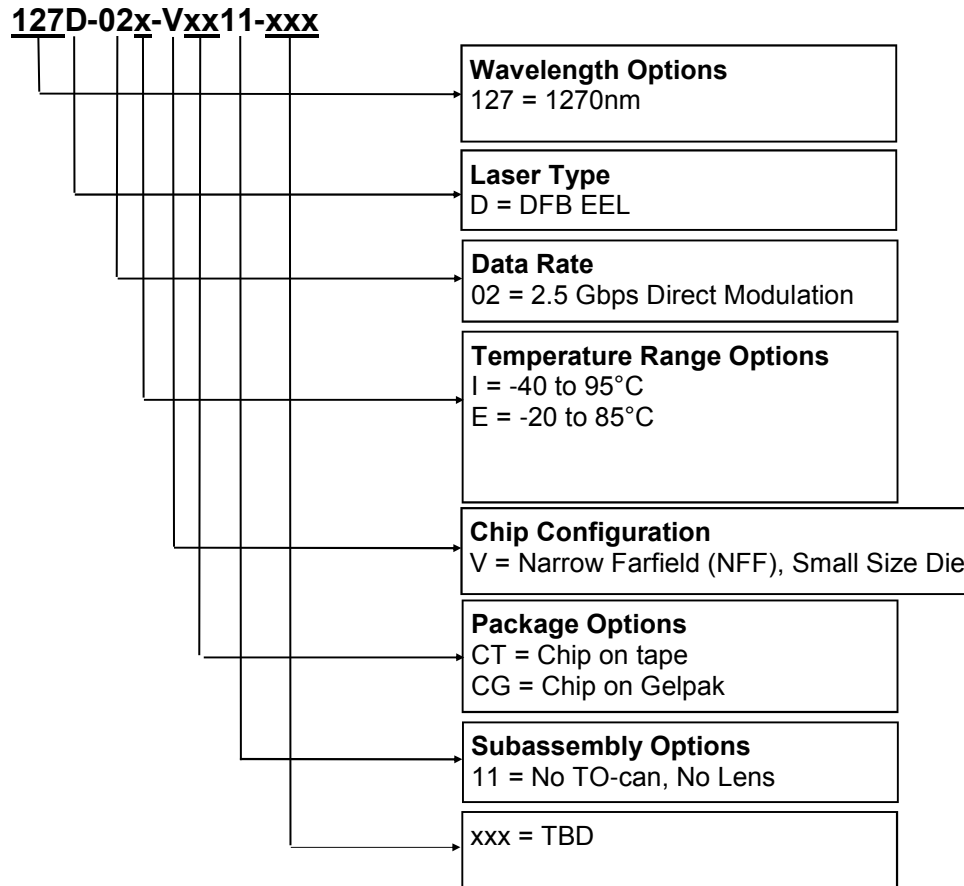 127D-02x-Vxx11-xxx
Wavelength Options
127 = 1270nm
Laser Type
D = DFB EEL
Data Rate
02 = 2.5 Gbps Direct Modulation
Temperature Range Options
I = -40 to 95°C
E = -20 to 85°C
Chip Configuration
V = Narrow Farfield (NFF), Small Size Die
Package Options
CT = Chip on tape
CG = Chip on Gelpak
Subassembly Options
11 = No TO-can, No Lens
xxx = TBD